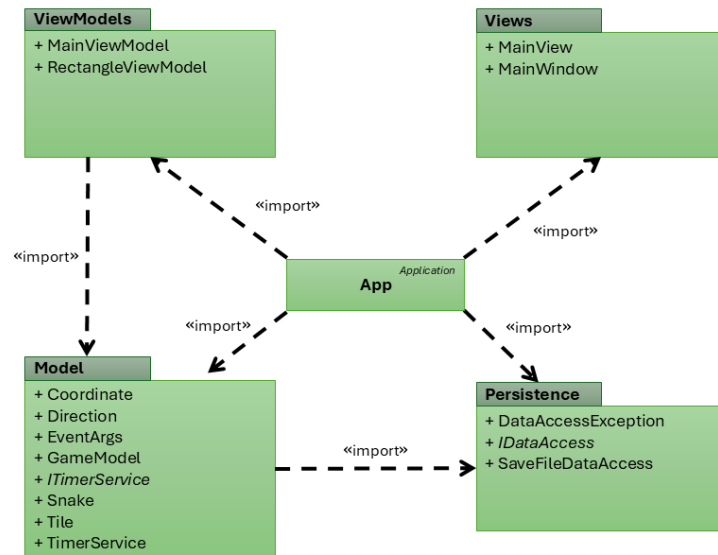 ViewModels
+ MainViewModel
+ RectangleViewModel
Views
+ MainView
+ MainWindow
«import»
«import»
«import»
Application
App
«import»
«import»
Model
+ Coordinate
+ Direction
+ EventArgs
+ GameModel
+ ITimerService
+ Snake
+ Tile
+ TimerService
«import»
Persistence
+ DataAccessException
+ IDataAccess
+ SaveFileDataAccess